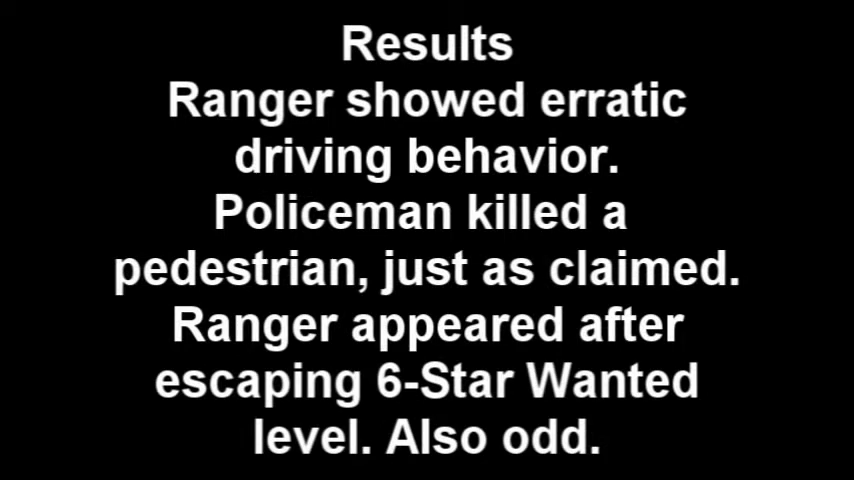 Results
Ranger showed erratic
driving behavior.
Policeman killed a
pedestrian, just as claimed.
Ranger appeared after
escaping 6-Star Wanted
level. Also odd.